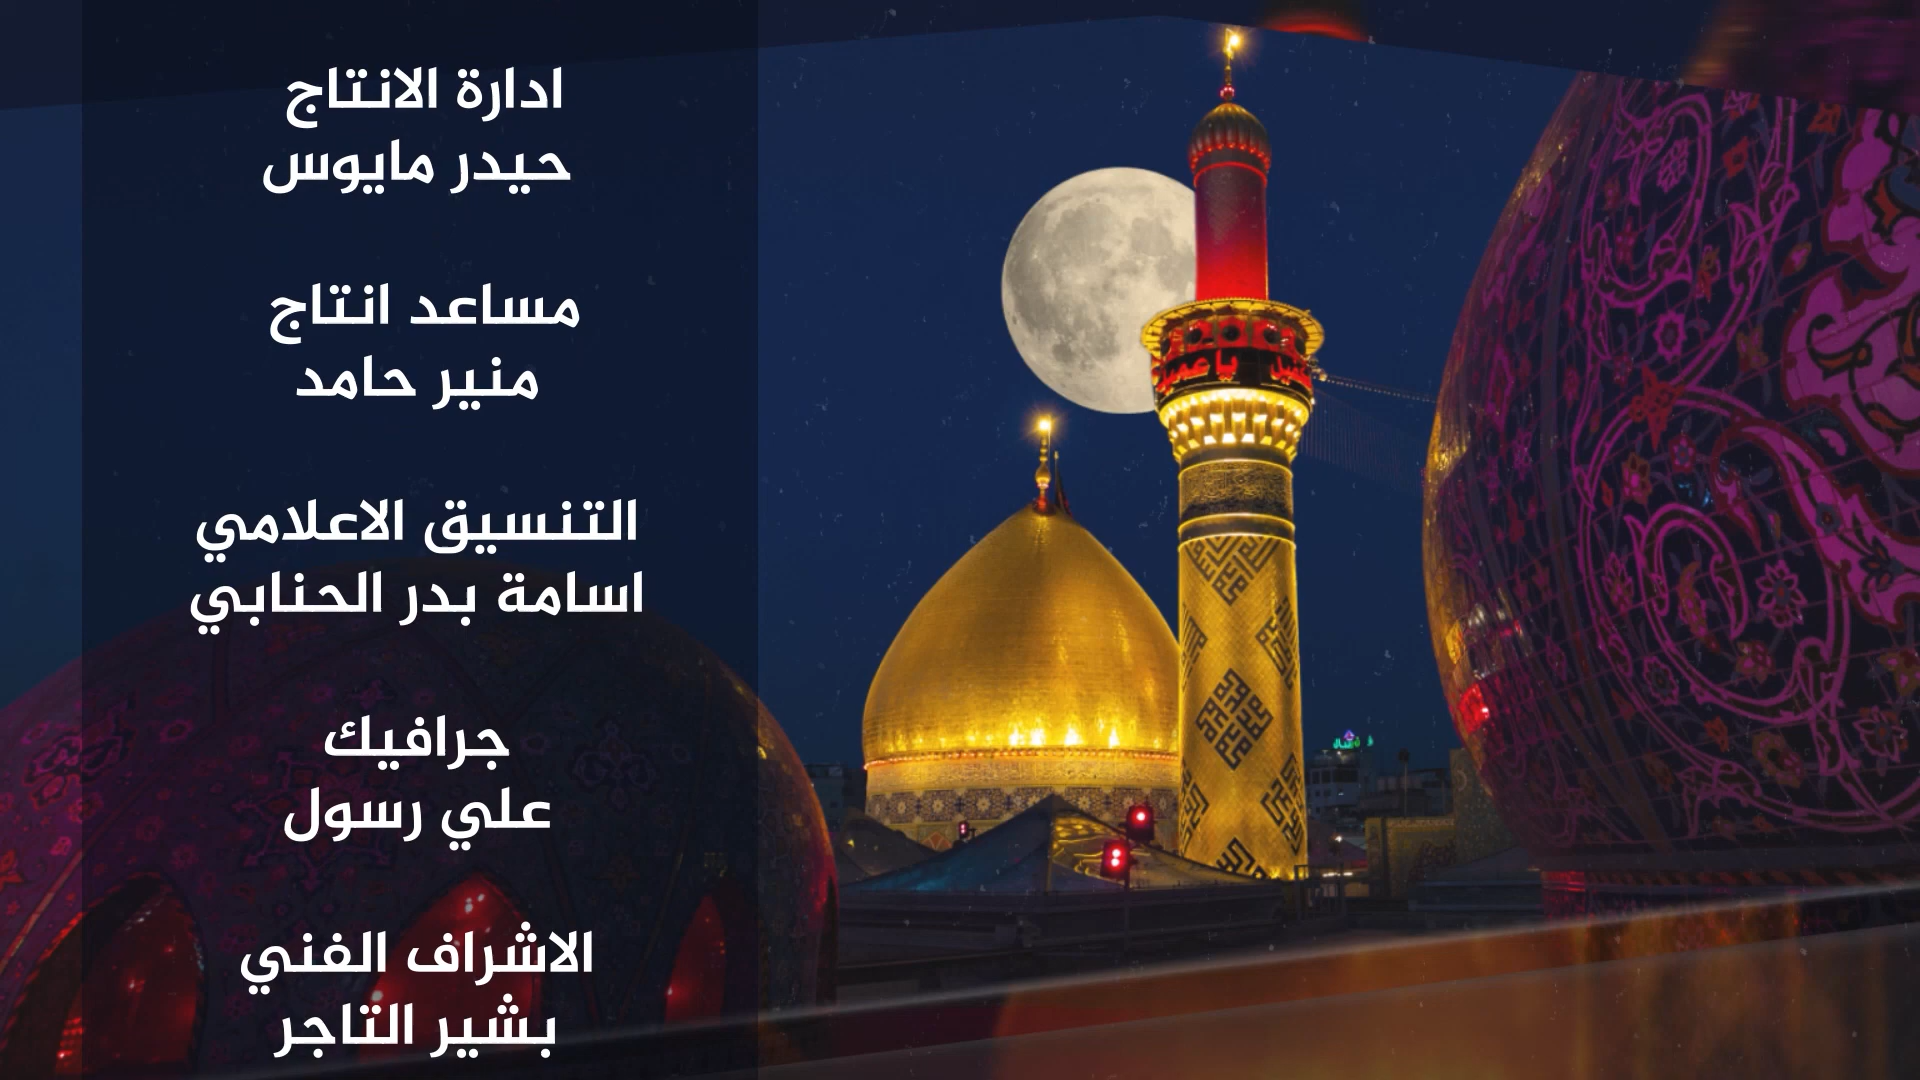 ادارة الانتاج
حيدر مايوس
مساعد انتاج
منير حامد
التنسيق الاعلامي
اسامة بدر الحنابي
جرافيك
علي رسول
الاشراف الفني
بشير التاجر